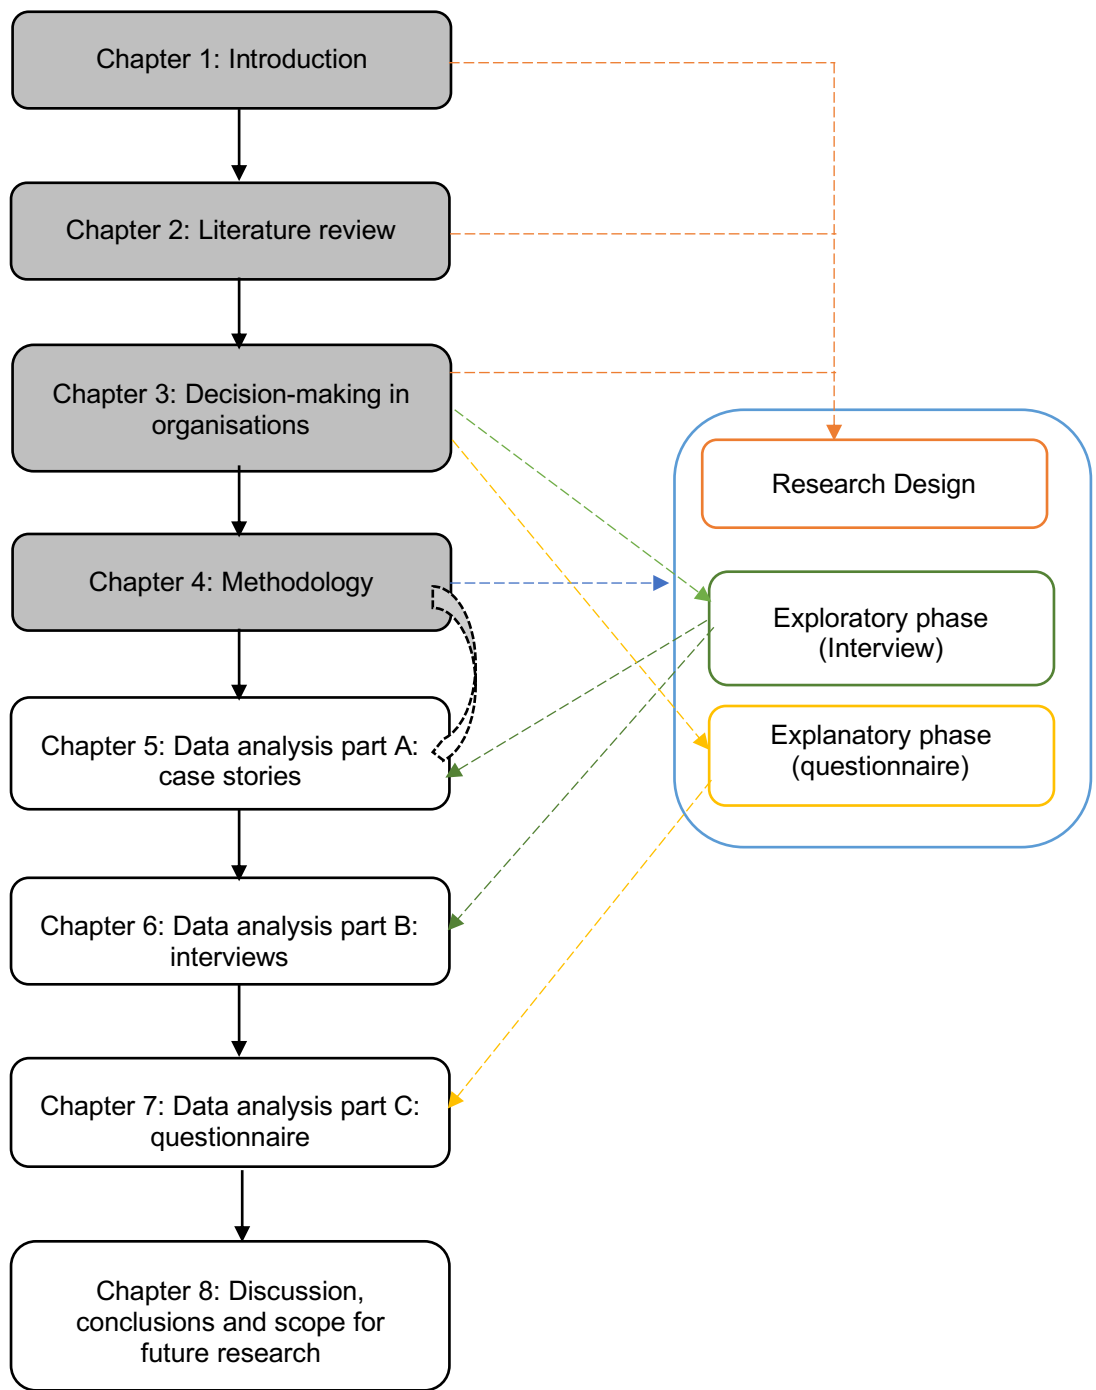 Chapter 1: Introduction
Chapter 2: Literature review
Chapter 3: Decision-making in
organisations
Chapter 4: Methodology
Chapter 5: Data analysis part A:
case stories
Chapter 6: Data analysis part B:
interviews
Chapter 7: Data analysis part C:
questionnaire
Chapter 8: Discussion,
conclusions and scope for
future research
Research Design
Exploratory phase
(Interview)
Explanatory phase
(questionnaire)